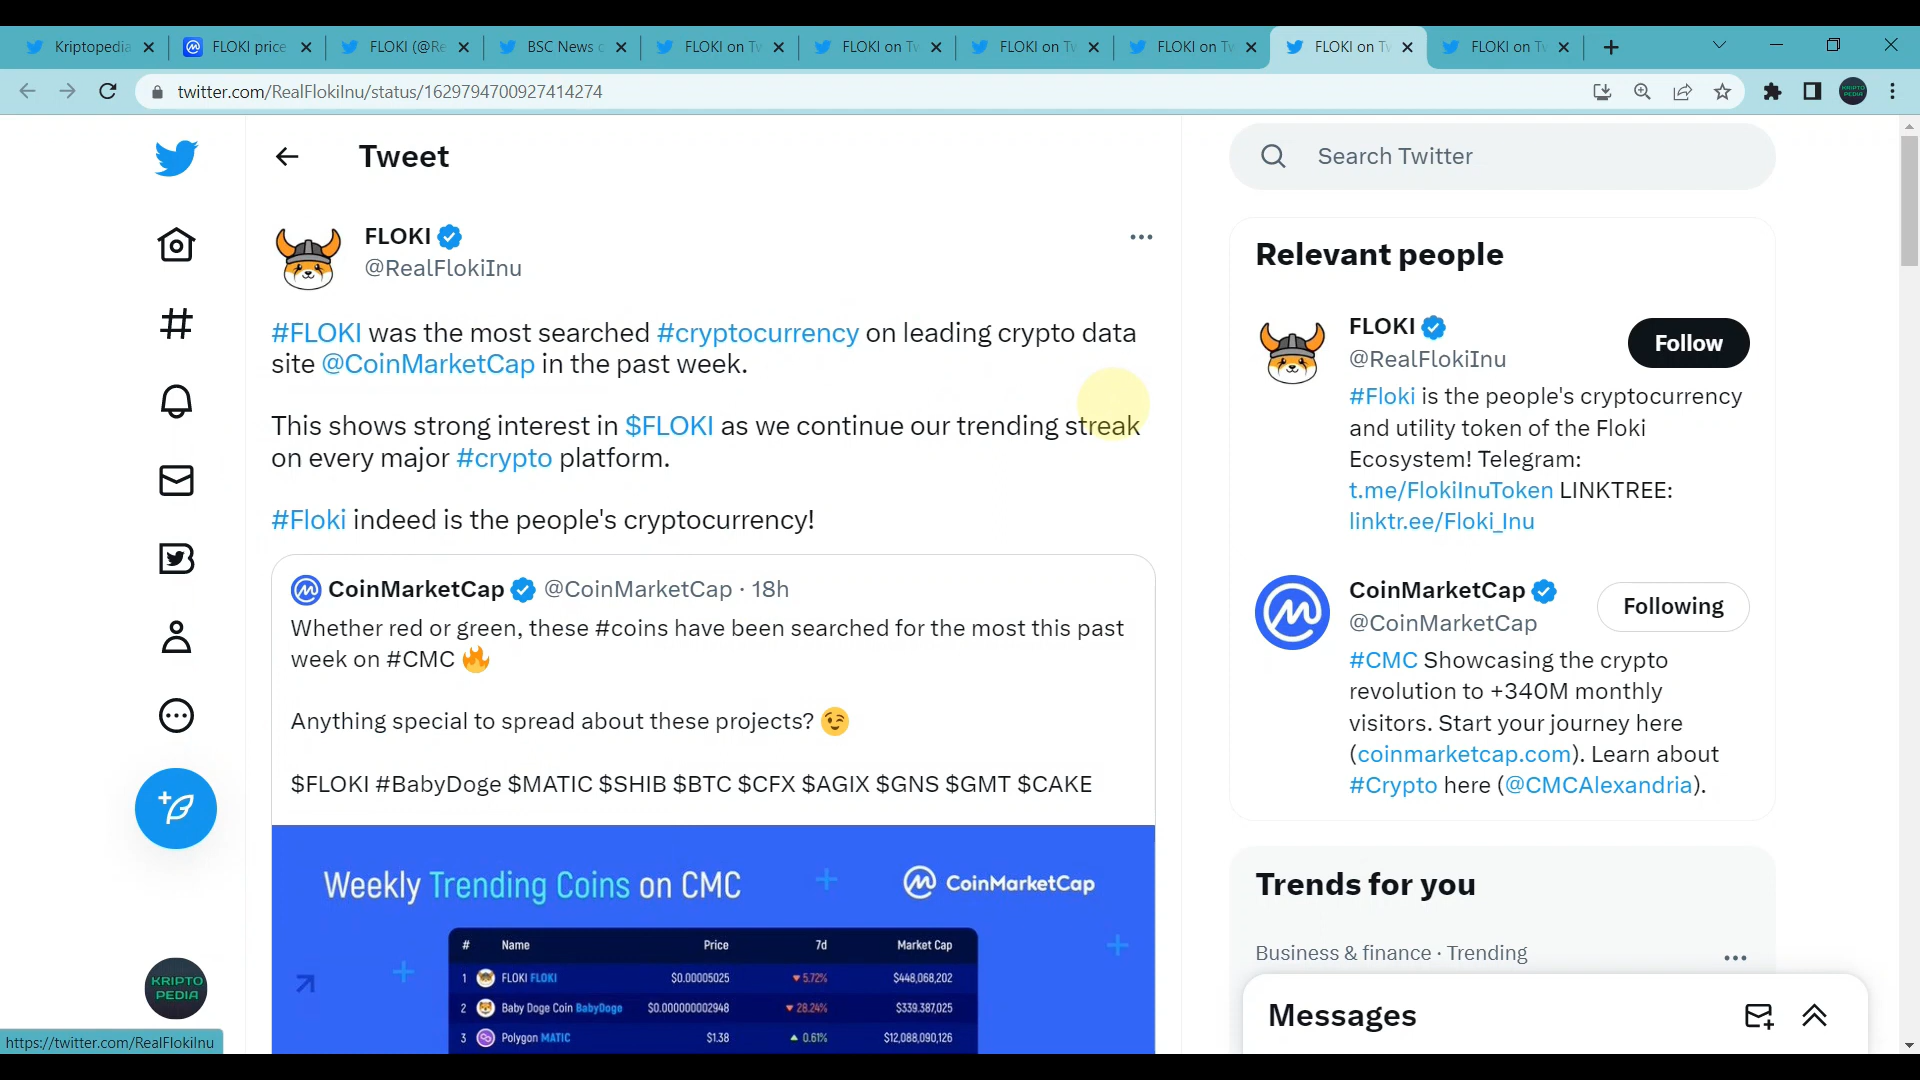 Kriptopedia
FLOKI price
FLOKI (@Re
BSC News o
FLOKI on Tw
FLOKI on Tw
FLOKI on Tw
FLOKI on Tw
FLOKI on Tw
FLOKI on Tw
twitter.com/RealFlokiInu/status/1629794700927414274
Tweet
Search Twitter
FLOKI
@RealFlokiInu
#FLOKI was the most searched #cryptocurrency on leading crypto data
site @CoinMarketCap in the past week.
This shows strong interest in $FLOKI as we continue our trending streak
on every major #crypto platform.
#Floki indeed is the people's cryptocurrency!
CoinMarketCap @CoinMarketCap · 18h
Whether red or green, these #coins have been searched for the most this past
week on #CMC 🔥
Anything special to spread about these projects? 😉
$FLOKI #BabyDoge $MATIC $SHIB $BTC $CFX $AGIX $GNS $GMT $CAKE
Weekly Trending Coins on CMC
CoinMarketCap
# Name Price 7d Market Cap
1 FLOKI FLOKI $0.00005025 ▼ 5.72% $448,068,202
2 Baby Doge Coin BabyDoge $0.000000002948 ▼ 28.24% $339,387,025
3 Polygon MATIC $1.38 ▲ 0.61% $12,088,090,126
Relevant people
FLOKI
Follow
@RealFlokiInu
#Floki is the people's cryptocurrency
and utility token of the Floki
Ecosystem! Telegram:
t.me/FlokiInuToken LINKTREE:
linktr.ee/Floki_Inu
CoinMarketCap
Following
@CoinMarketCap
#CMC Showcasing the crypto
revolution to +340M monthly
visitors. Start your journey here
(coinmarketcap.com). Learn about
#Crypto here (@CMCAlexandria).
Trends for you
Business & finance · Trending
Messages
KRIPTO
PEDIA
https://twitter.com/RealFlokiInu